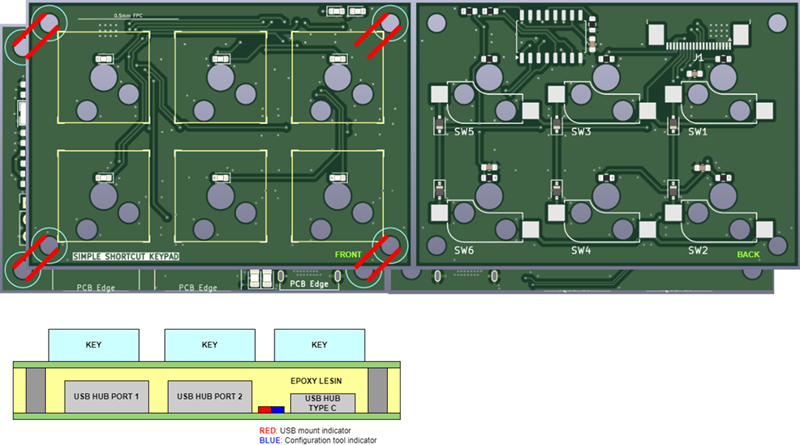 0.5mm FPC
J1
SW5
SW3
SW1
SIMPLE SHORTCUT KEYPAD
FRONT
SW6
SW4
SW2
BACK
PCB Edge
PCB Edge
PCB Edge
KEY
KEY
KEY
EPOXY LESIN
USB HUB PORT 1
USB HUB PORT 2
USB HUB
TYPE C
RED: USB mount indicator
BLUE: Configuration tool indicator